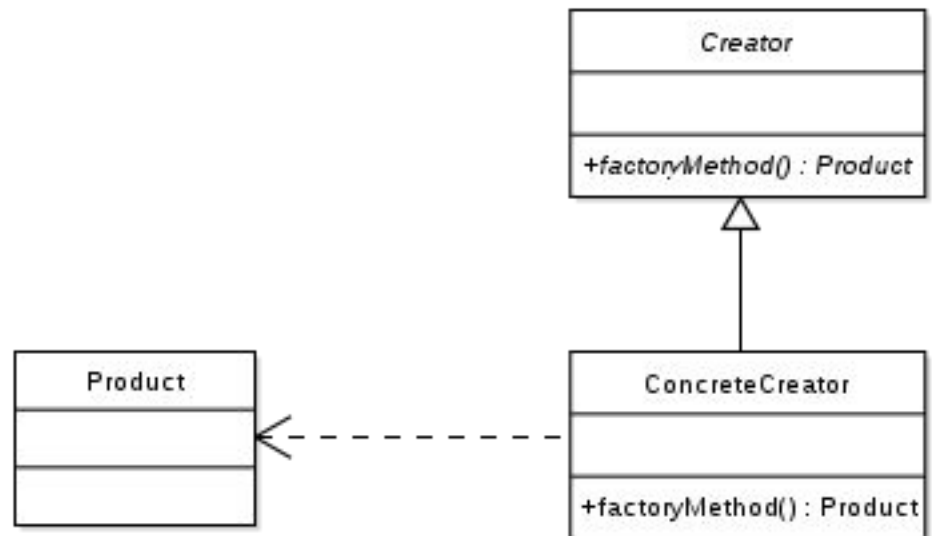 Creator
+factoryMethod() : Product
Product
ConcreteCreator
+factoryMethod() : Product